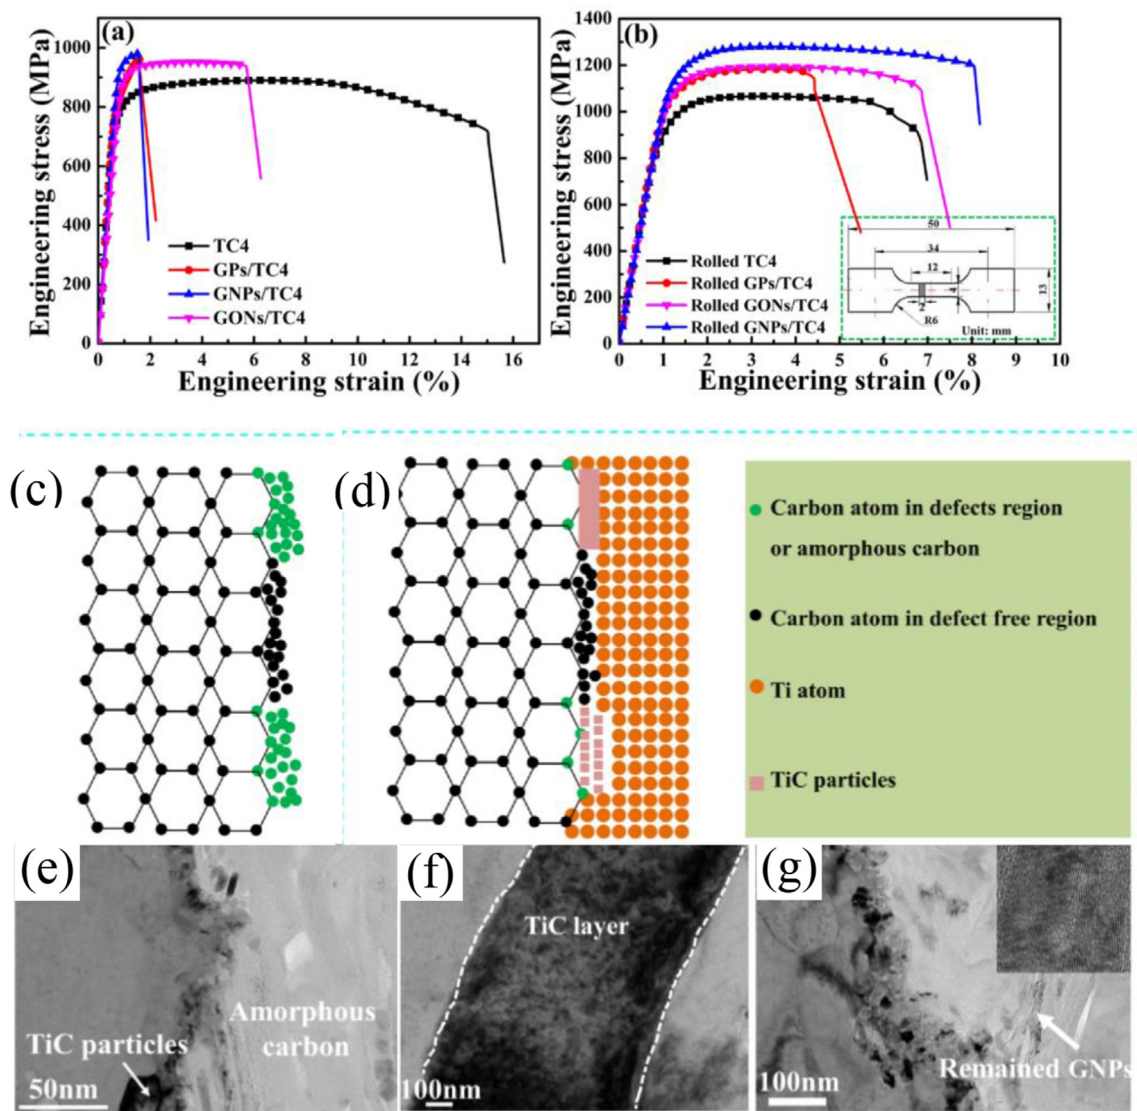 (a)
1000
800
600
400
200
0
Engineering stress (MPa)
TC4
GPs/TC4
GNPs/TC4
GONs/TC4
0 2 4 6 8 10 12 14 16
Engineering strain (%)
(b)
1400
1200
1000
800
600
400
200
0
Engineering stress (MPa)
Rolled TC4
Rolled GPs/TC4
Rolled GONs/TC4
Rolled GNPs/TC4
50
34
12
4
13
2
R6
Unit: mm
0 1 2 3 4 5 6 7 8 9 10
Engineering strain (%)
(c)
(d)
Carbon atom in defects region
or amorphous carbon
Carbon atom in defect free region
Ti atom
TiC particles
(e)
Amorphous
carbon
TiC particles
50nm
(f)
TiC layer
100nm
(g)
Remained GNPs
100nm